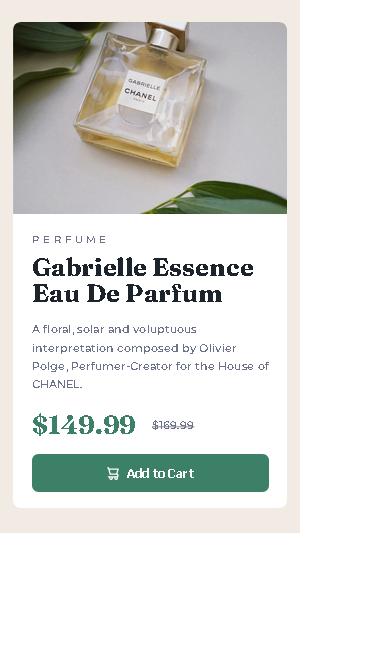 GABRIELLE
CHANEL
PARIS
PERFUME
Gabrielle Essence
Eau De Parfum
A floral, solar and voluptuous
interpretation composed by Olivier
Polge, Perfumer-Creator for the House of
CHANEL.
$149.99 $169.99
Add to Cart